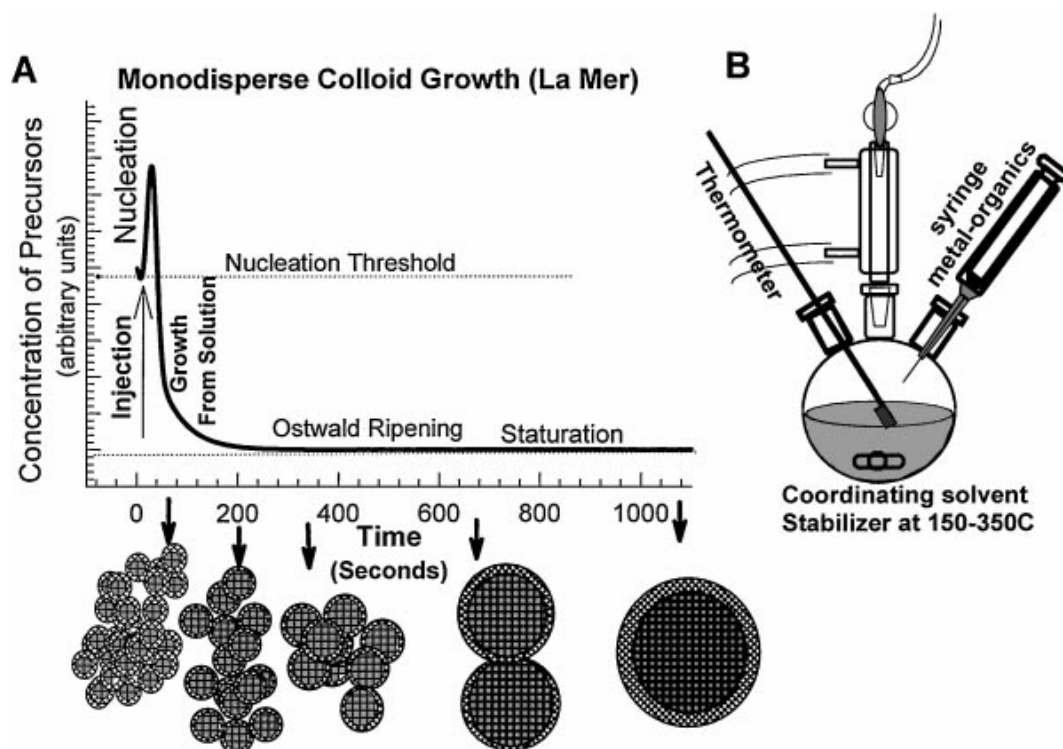 A
Monodisperse Colloid Growth (La Mer)
Concentration of Precursors
(arbitrary units)
Nucleation
Nucleation Threshold
Injection
Growth
From Solution
Ostwald Ripening
Staturation
0 200 400 600 800 1000
Time
(Seconds)
B
Thermometer
syringe
metal-organics
Coordinating solvent
Stabilizer at 150-350C